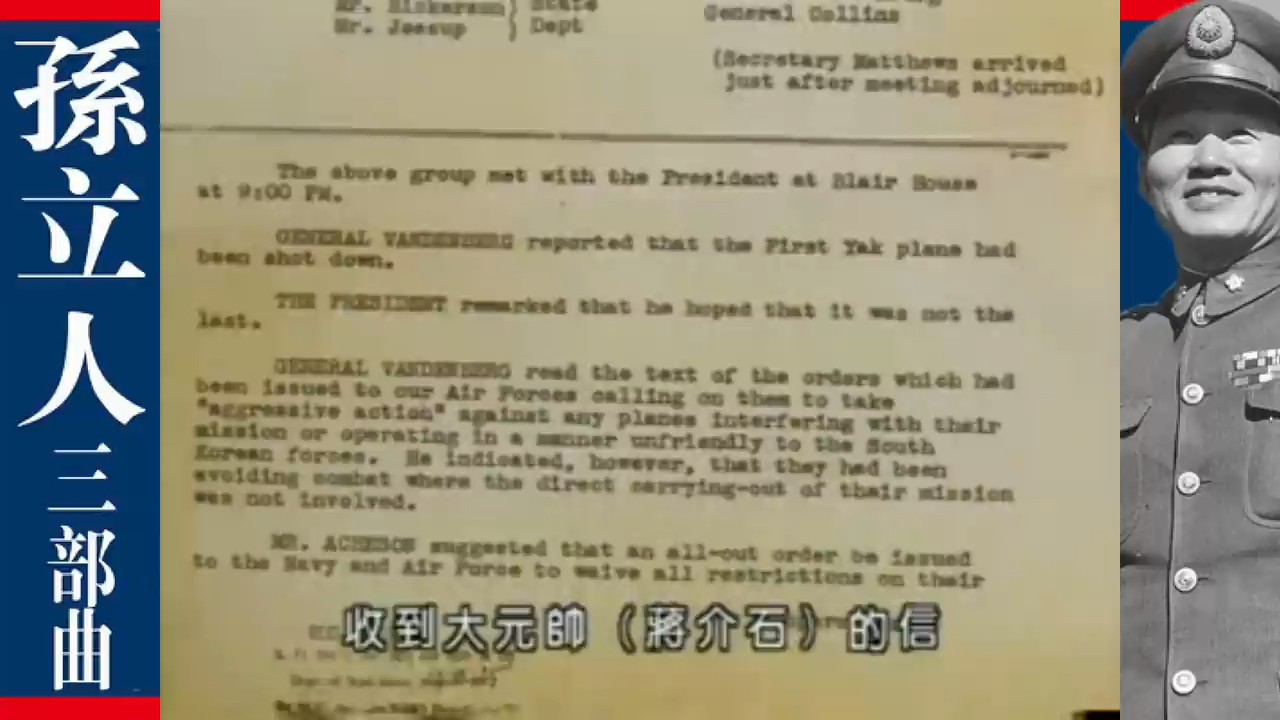 孫立人三部曲
Mr. Hickerson } State
Mr. Jessup } Dept
General Collins
(Secretary Matthews arrived
just after meeting adjourned)
The above group met with the President at Blair House
at 9:00 PM.
GENERAL VANDENBERG reported that the First Yak plane had
been shot down.
THE PRESIDENT remarked that he hoped that it was not the
last.
GENERAL VANDENBERG read the text of the orders which had
been issued to our Air Forces calling on them to take
"aggressive action" against any planes interfering with their
mission or operating in a manner unfriendly to the South
Korean forces. He indicated, however, that they had been
avoiding combat where the direct carrying-out of their mission
was not involved.
MR. ACHESON suggested that an all-out order be issued
to the Navy and Air Force to waive all restrictions on their
收到大元帥（蔣介石）的信